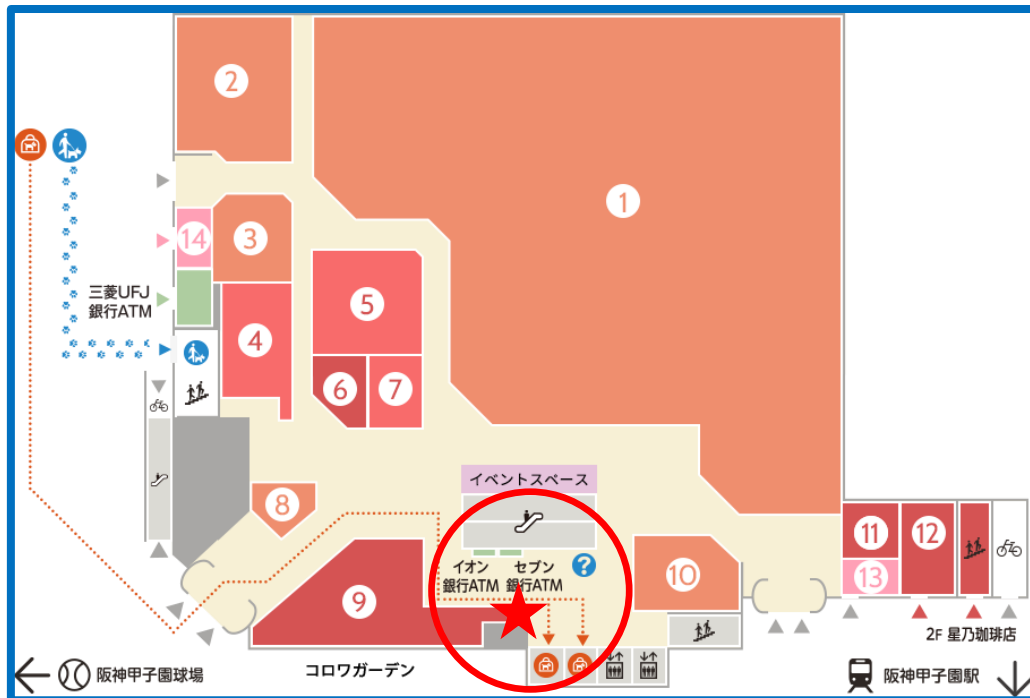 2
1
14
3
三菱UFJ
銀行ATM
5
4
6
7
イベントスペース
8
イオン
銀行ATM
セブン
銀行ATM
?
9
10
11
12
13
2F 星乃珈琲店
阪神甲子園球場
コロワガーデン
阪神甲子園駅